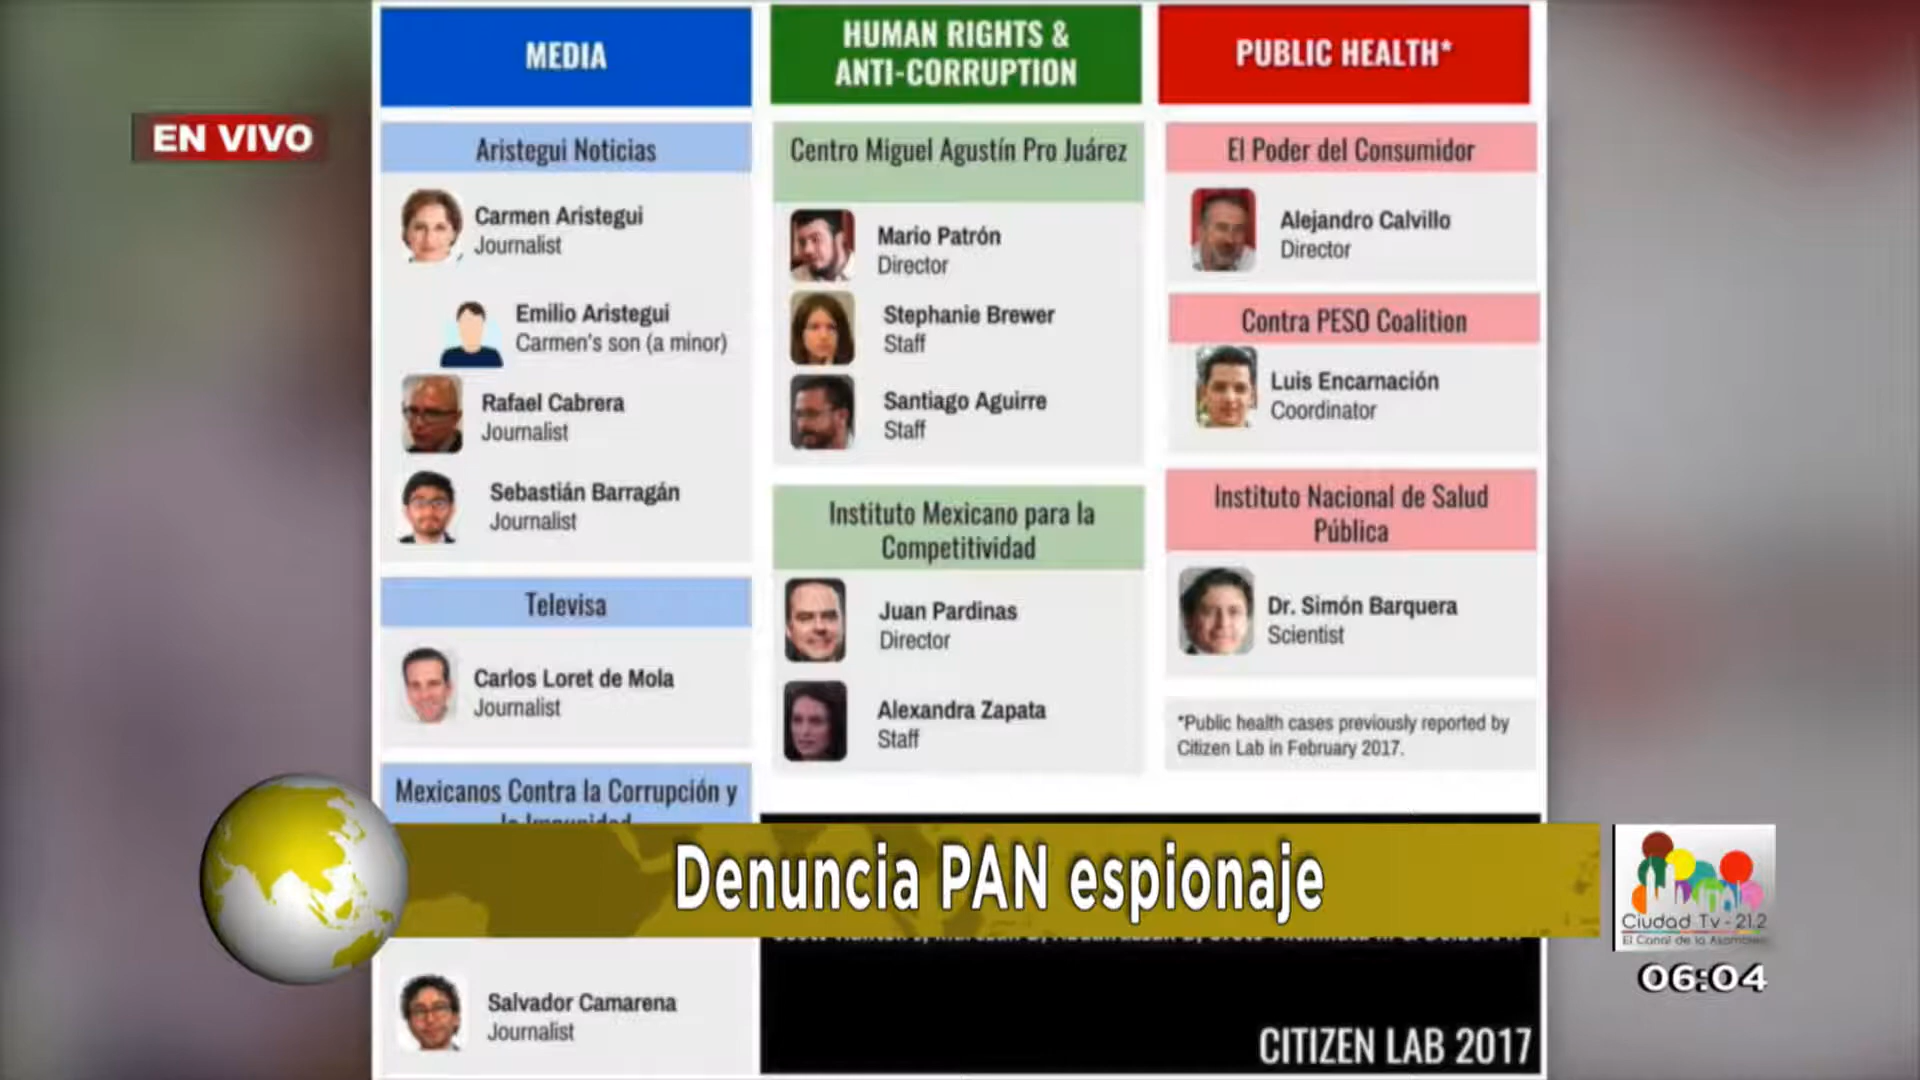 MEDIA
HUMAN RIGHTS &
ANTI-CORRUPTION
PUBLIC HEALTH*
EN VIVO
Aristegui Noticias
Carmen Aristegui
Journalist
Emilio Aristegui
Carmen's son (a minor)
Rafael Cabrera
Journalist
Sebastián Barragán
Journalist
Televisa
Carlos Loret de Mola
Journalist
Mexicanos Contra la Corrupción y
Salvador Camarena
Journalist
Centro Miguel Agustín Pro Juárez
Mario Patrón
Director
Stephanie Brewer
Staff
Santiago Aguirre
Staff
Instituto Mexicano para la
Competitividad
Juan Pardinas
Director
Alexandra Zapata
Staff
El Poder del Consumidor
Alejandro Calvillo
Director
Contra PESO Coalition
Luis Encarnación
Coordinator
Instituto Nacional de Salud
Pública
Dr. Simón Barquera
Scientist
*Public health cases previously reported by
Citizen Lab in February 2017.
CITIZEN LAB 2017
Denuncia PAN espionaje
Ciudad Tv - 21.2
El Canal de la Asamblea
06:04